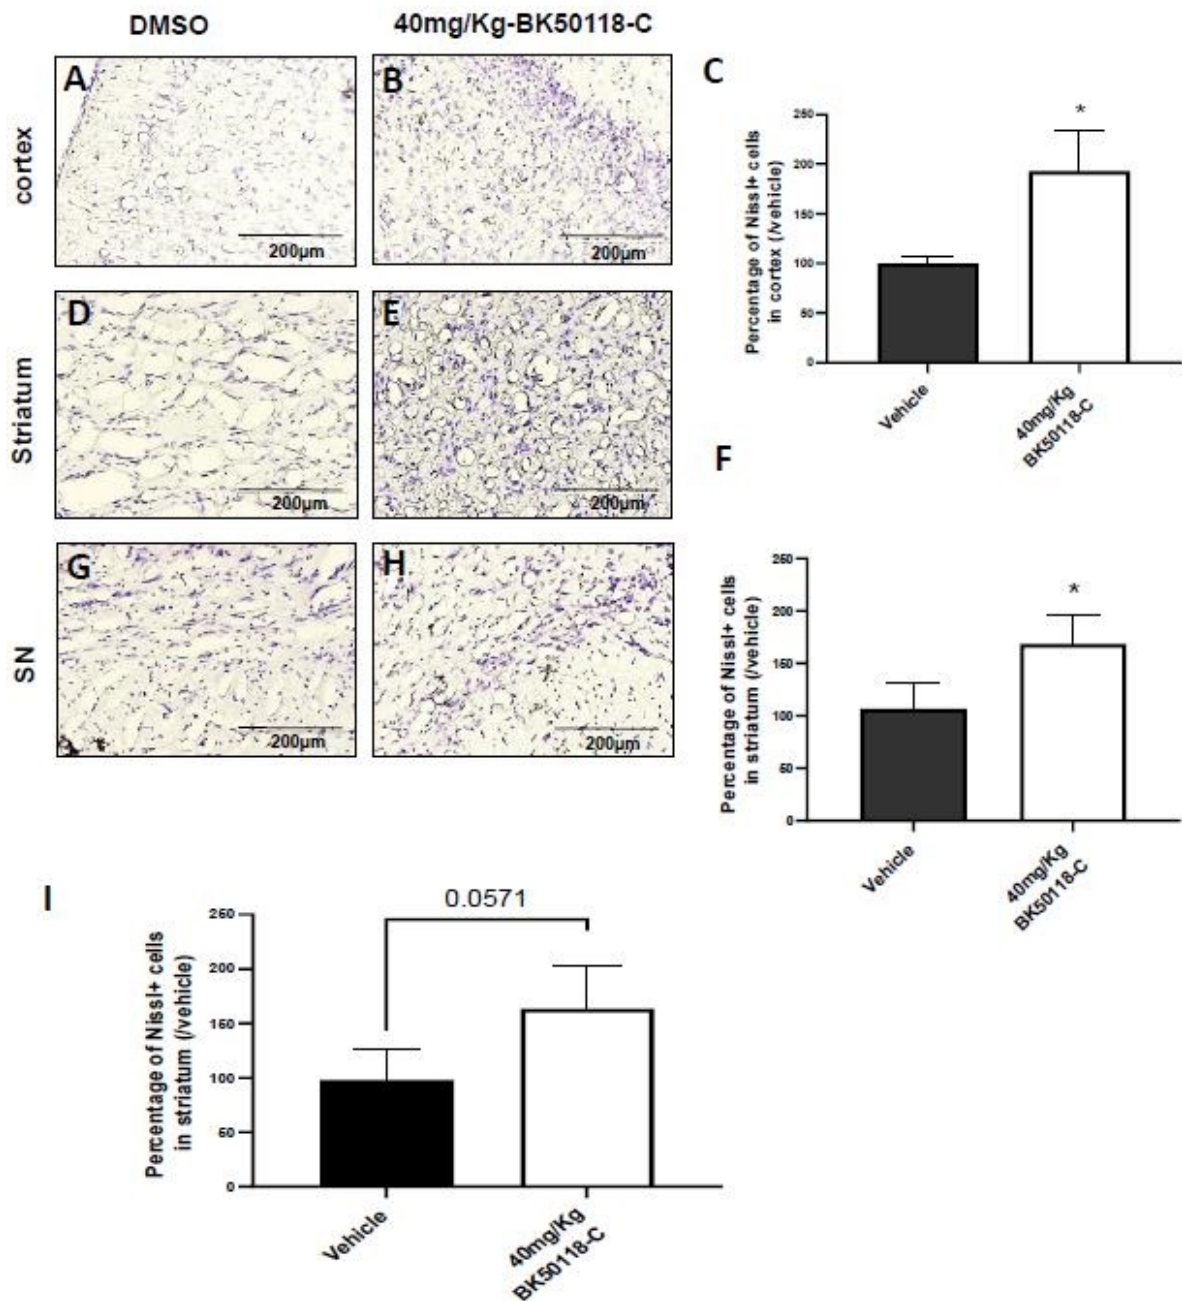 DMSO
40mg/Kg-BK50118-C
A
B
cortex
200µm
200µm
C
*
250
200
150
100
50
0
Percentage of Nissl+ cells
in cortex (/vehicle)
Vehicle
40mg/Kg
BK50118-C
D
E
Striatum
200µm
200µm
F
*
250
200
150
100
50
0
Percentage of Nissl+ cells
in striatum (/vehicle)
Vehicle
40mg/Kg
BK50118-C
G
H
SN
200µm
200µm
I
0.0571
250
200
150
100
50
0
Percentage of Nissl+ cells
in striatum (/vehicle)
Vehicle
40mg/Kg
BK50118-C